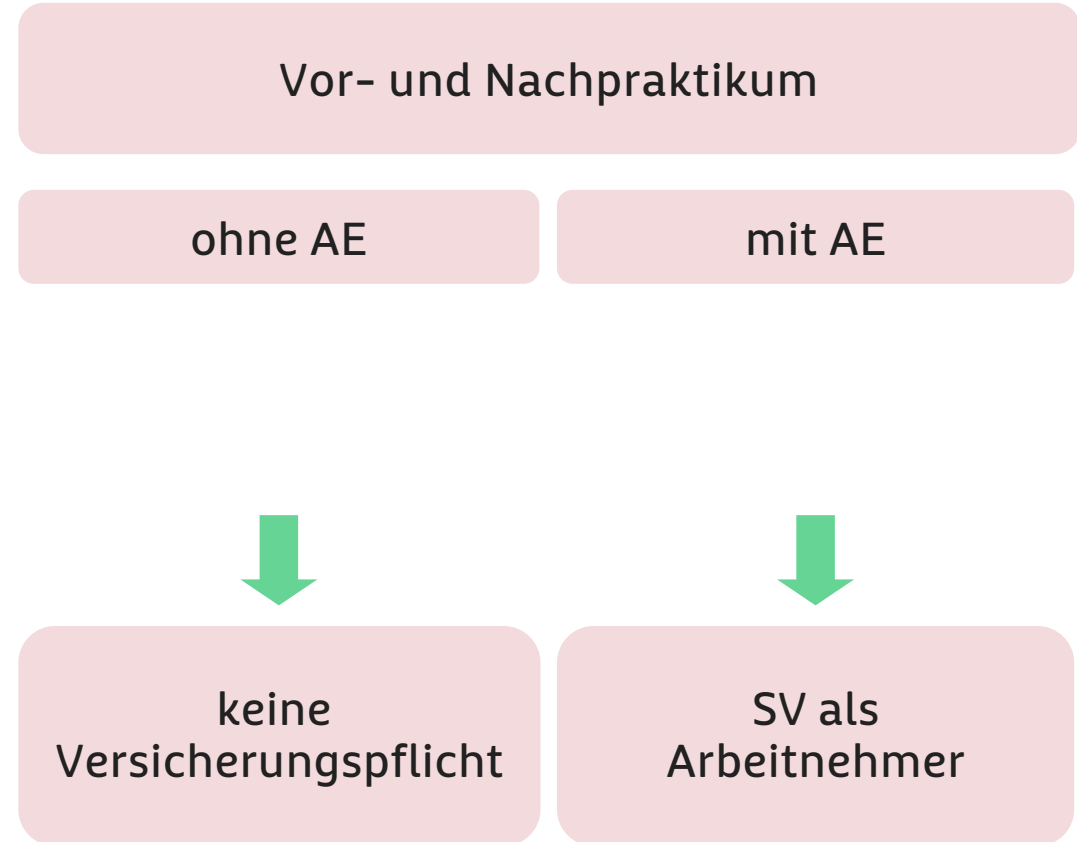 Vor- und Nachpraktikum
ohne AE
mit AE
keine
Versicherungspflicht
SV als
Arbeitnehmer